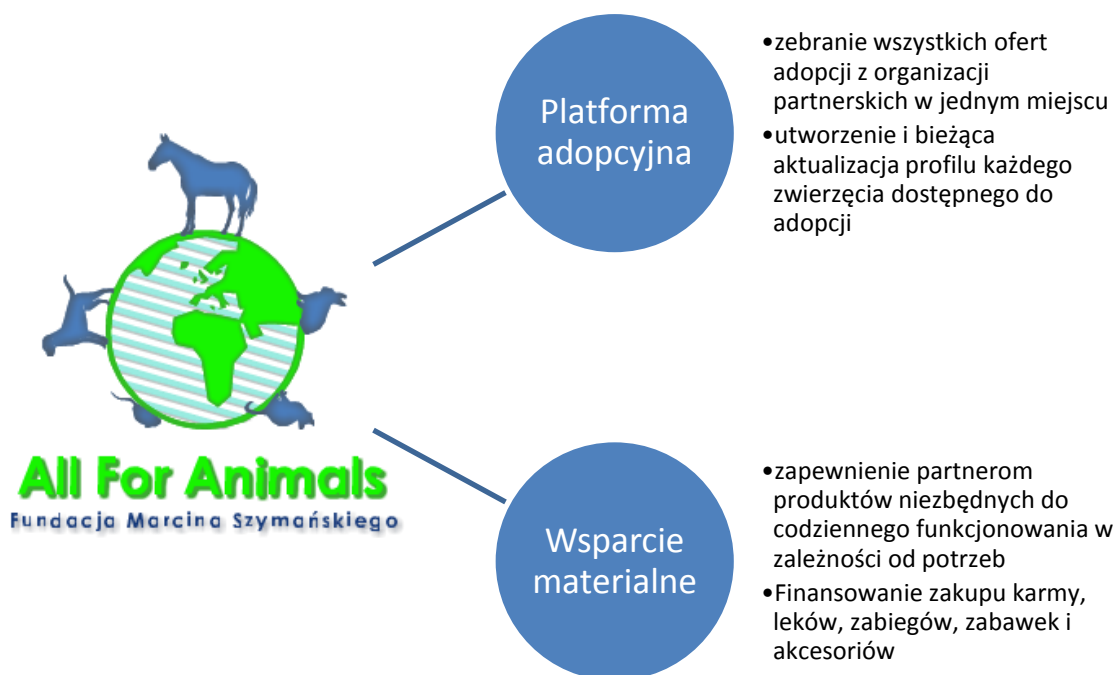 Platforma
adopcyjna
•zebranie wszystkich ofert
adopcji z organizacji
partnerskich w jednym miejscu
•utworzenie i bieżąca
aktualizacja profilu każdego
zwierzęcia dostępnego do
adopcji
All For Animals
Fundacja Marcina Szymańskiego
Wsparcie
materialne
•zapewnienie partnerom
produktów niezbędnych do
codziennego funkcjonowania w
zależności od potrzeb
•Finansowanie zakupu karmy,
leków, zabiegów, zabawek i
akcesoriów